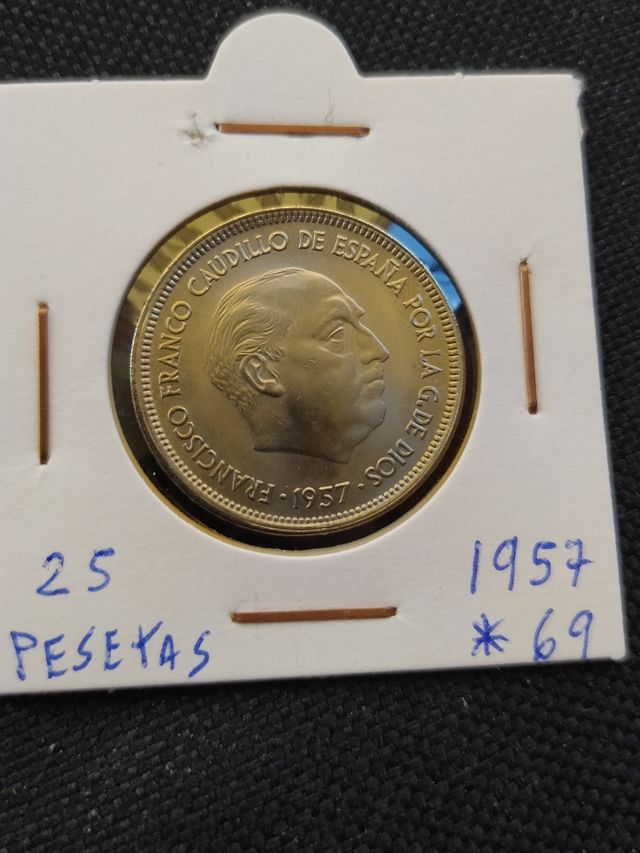 FRANCISCO FRANCO CAUDILLO DE ESPAÑA POR LA G. DE DIOS
· 1957 ·
25
PESETAS
1957
* 69